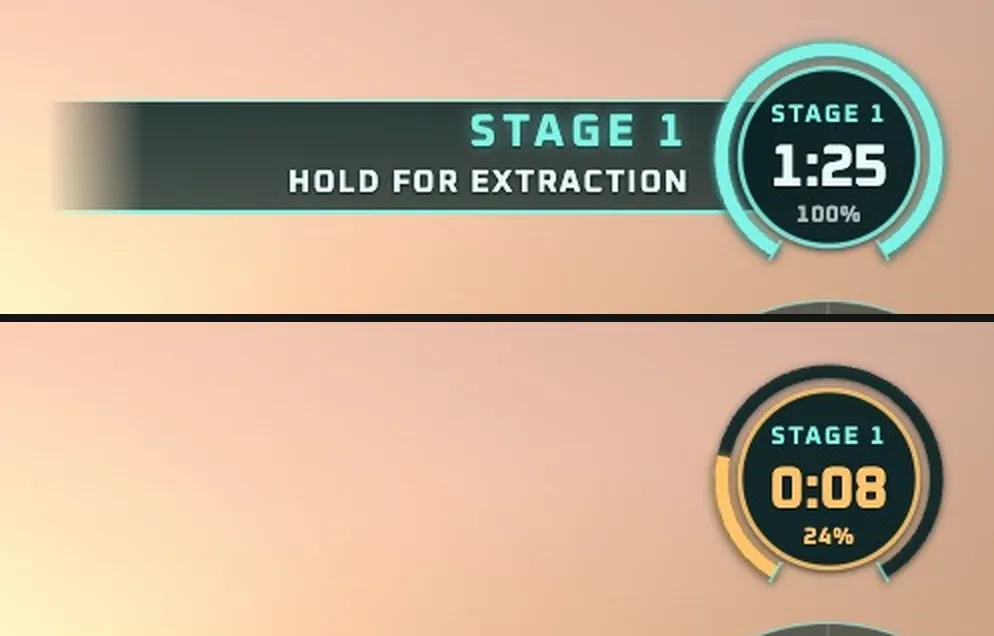 STAGE 1
HOLD FOR EXTRACTION
STAGE 1
1:25
100%
STAGE 1
0:08
24%